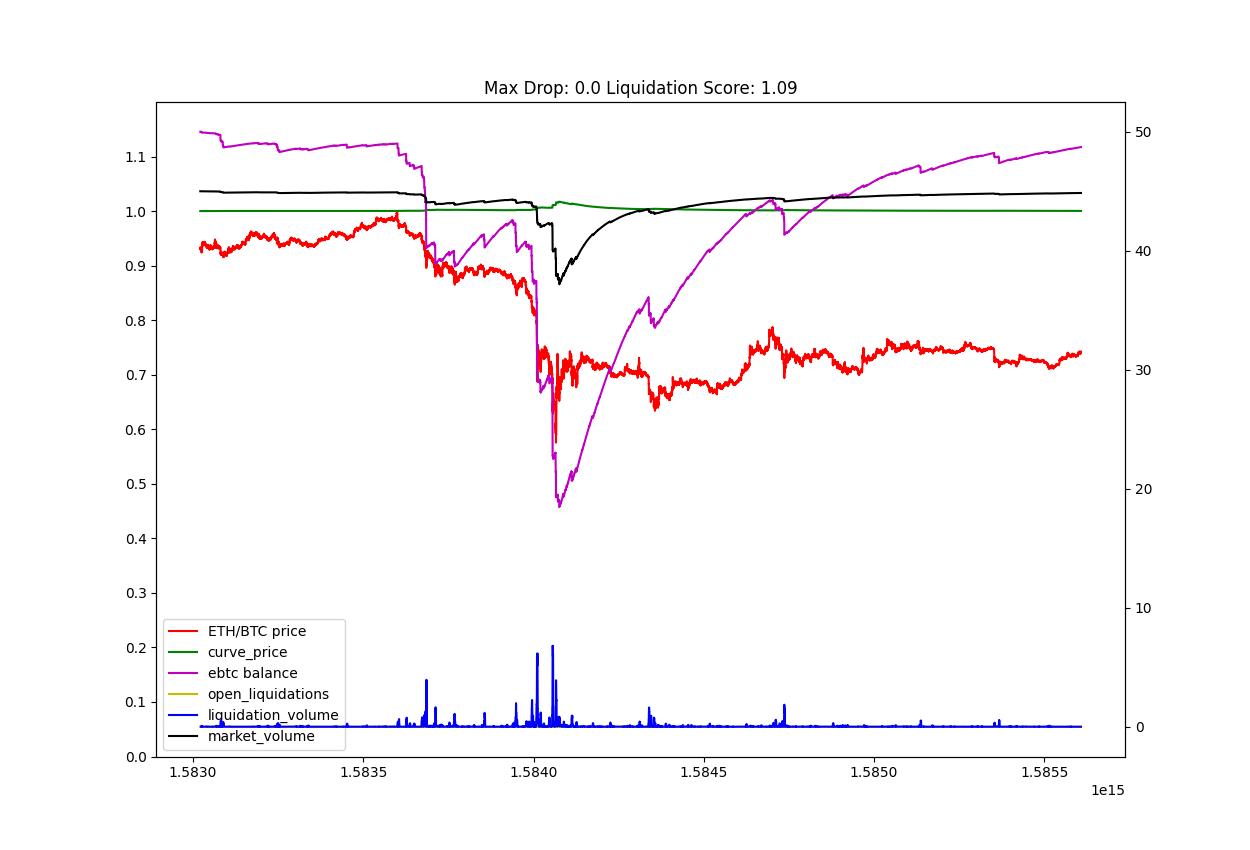 Max Drop: 0.0 Liquidation Score: 1.09
1.1
1.0
0.9
0.8
0.7
0.6
0.5
0.4
0.3
0.2
0.1
0.0
50
40
30
20
10
0
ETH/BTC price
curve_price
ebtc balance
open_liquidations
liquidation_volume
market_volume
1.5830 1.5835 1.5840 1.5845 1.5850 1.5855
1e15